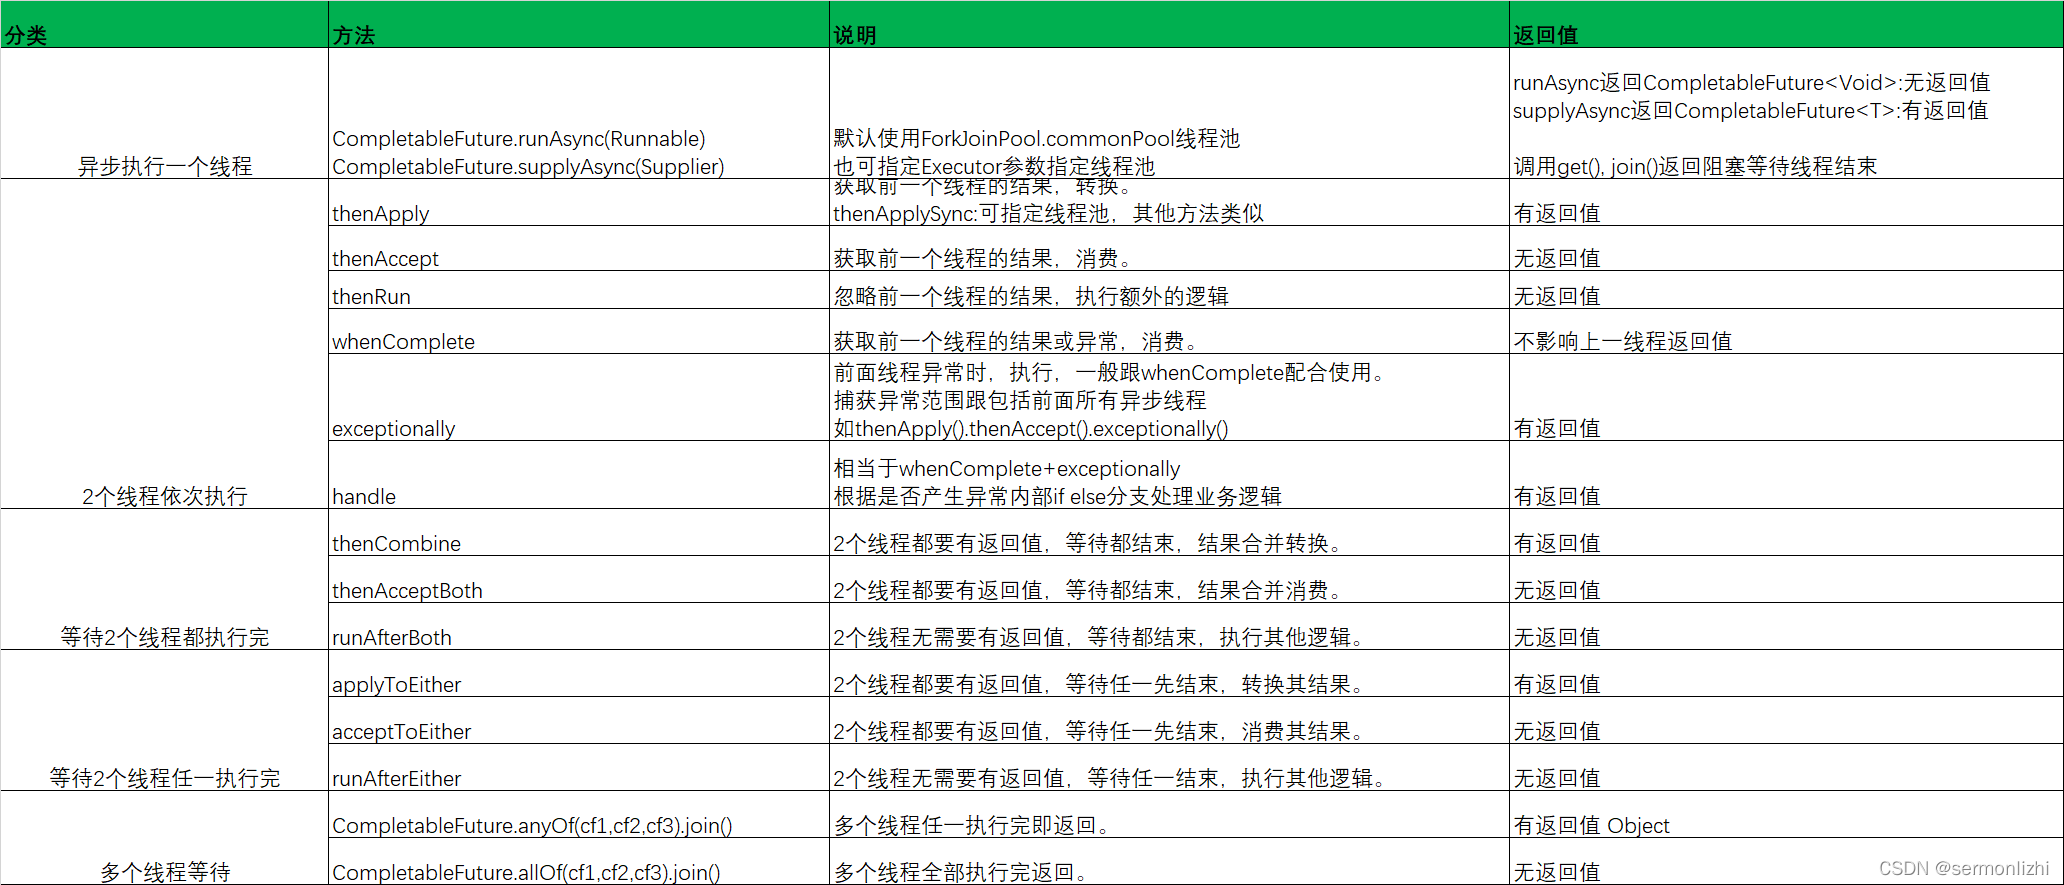 分类 方法 说明 返回值
runAsync返回CompletableFuture<Void>:无返回值
supplyAsync返回CompletableFuture<T>:有返回值
CompletableFuture.runAsync(Runnable) 默认使用ForkJoinPool.commonPool线程池
异步执行一个线程 CompletableFuture.supplyAsync(Supplier) 也可指定Executor参数指定线程池 调用get(), join()返回阻塞等待线程结束
获取前一个线程的结果，转换。
thenApply thenApplySync:可指定线程池，其他方法类似 有返回值
thenAccept 获取前一个线程的结果，消费。 无返回值
thenRun 忽略前一个线程的结果，执行额外的逻辑 无返回值
whenComplete 获取前一个线程的结果或异常，消费。 不影响上一线程返回值
前面线程异常时，执行，一般跟whenComplete配合使用。
捕获异常范围跟包括前面所有异步线程
exceptionally 如thenApply().thenAccept().exceptionally() 有返回值
相当于whenComplete+exceptionally
2个线程依次执行 handle 根据是否产生异常内部if else分支处理业务逻辑 有返回值
thenCombine 2个线程都要有返回值，等待都结束，结果合并转换。 有返回值
thenAcceptBoth 2个线程都要有返回值，等待都结束，结果合并消费。 无返回值
等待2个线程都执行完 runAfterBoth 2个线程无需要有返回值，等待都结束，执行其他逻辑。 无返回值
applyToEither 2个线程都要有返回值，等待任一先结束，转换其结果。 有返回值
acceptToEither 2个线程都要有返回值，等待任一先结束，消费其结果。 无返回值
等待2个线程任一执行完 runAfterEither 2个线程无需要有返回值，等待任一结束，执行其他逻辑。 无返回值
CompletableFuture.anyOf(cf1,cf2,cf3).join() 多个线程任一执行完即返回。 有返回值 Object
多个线程等待 CompletableFuture.allOf(cf1,cf2,cf3).join() 多个线程全部执行完返回。 无返回值
CSDN @sermonlizhi